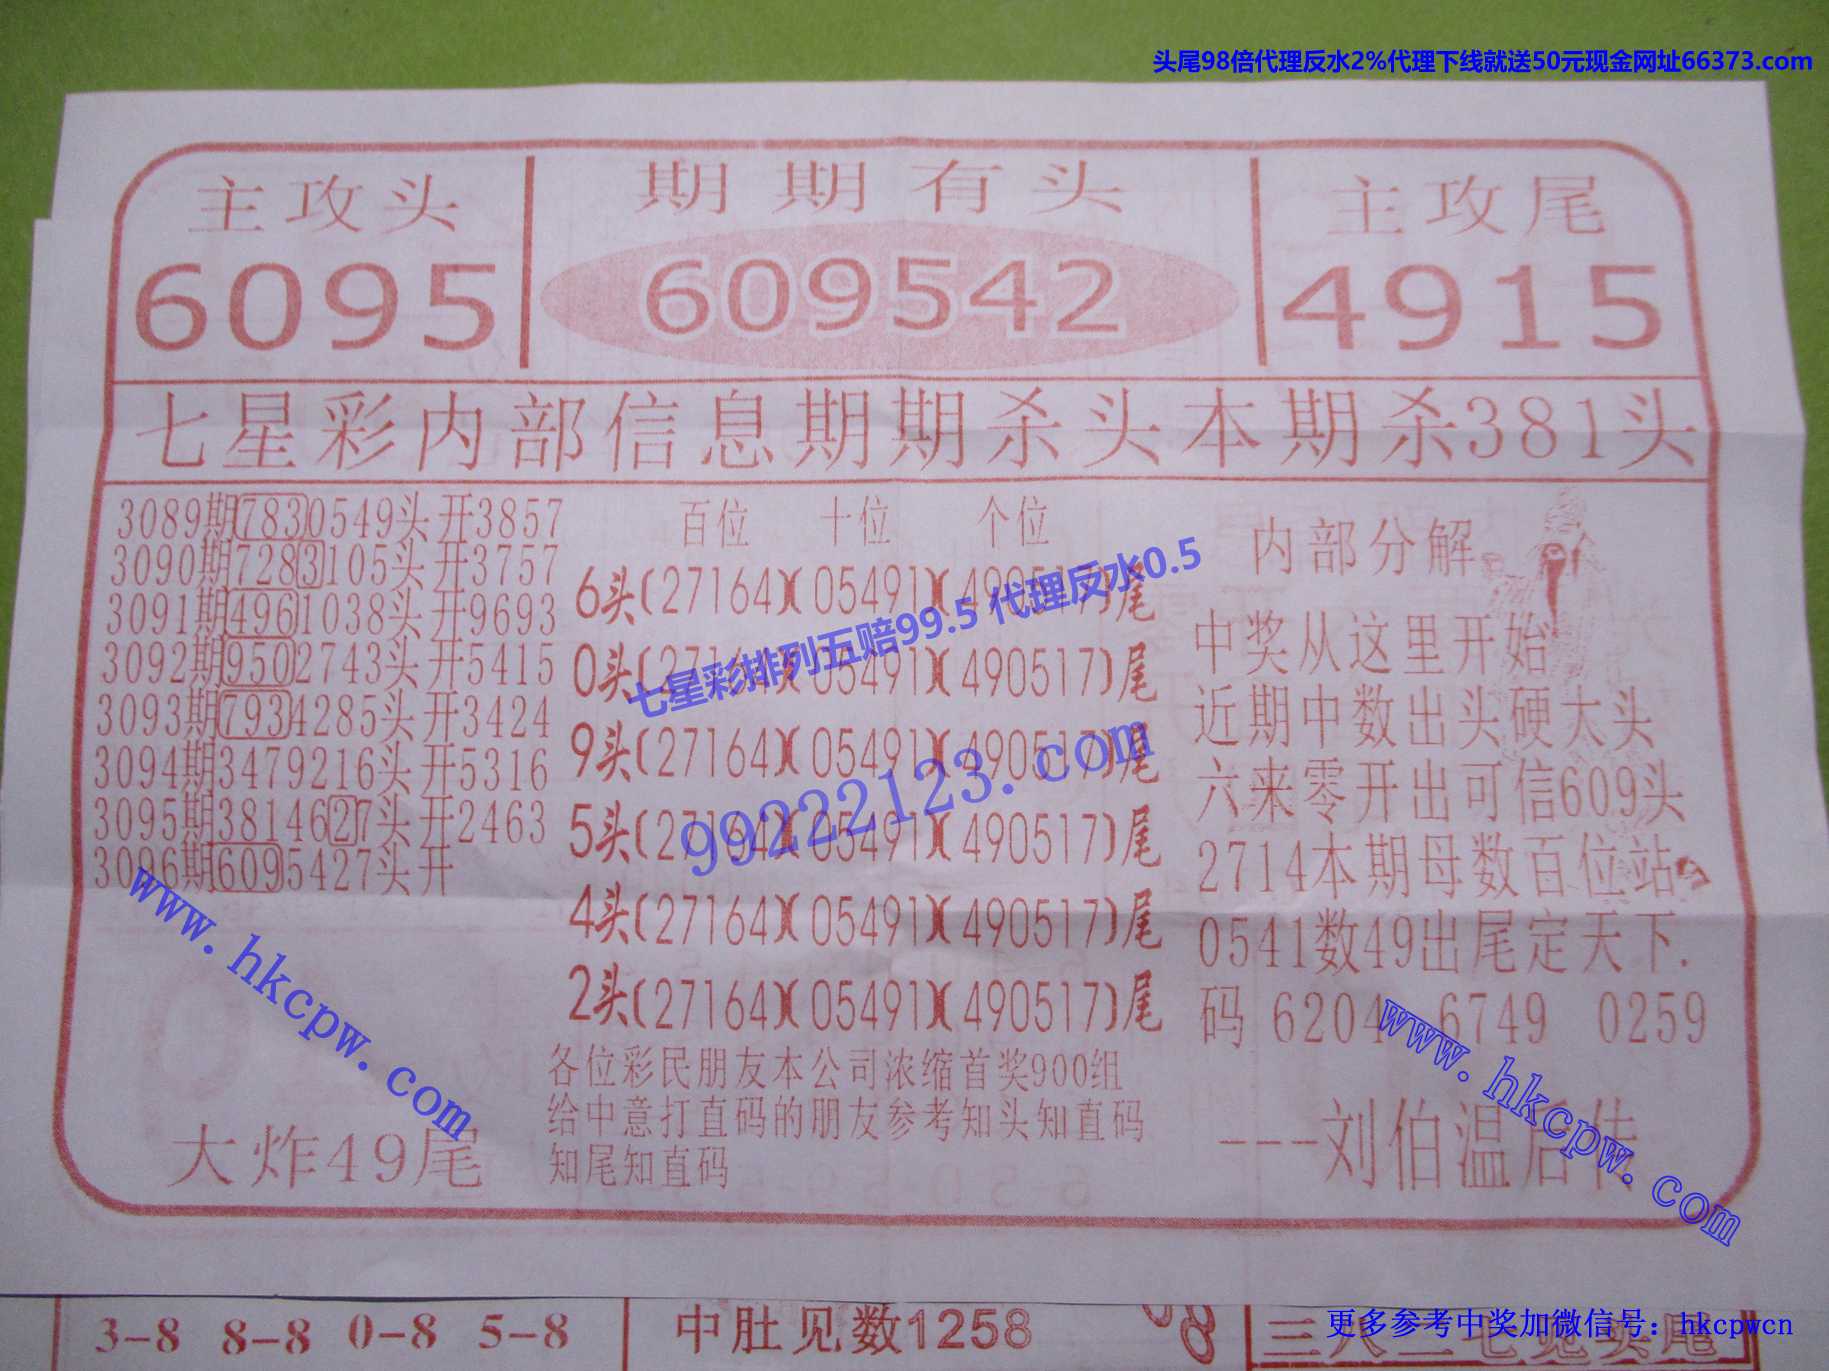 头尾98倍代理反水2%代理下线就送50元现金网址66373.com
主攻头
期期有头
主攻尾
6095
609542
4915
七星彩内部信息期期杀头本期杀381头
3089期7830549头开3857
3090期7283105头开3757
3091期4961038头开9693
3092期9502743头开5415
3093期7934285头开3424
3094期3479216头开5316
3095期3814627头开2463
3096期6095427头开
大炸49尾
百位 十位 个位
6头(27164)(05491)(490517)尾
0头(27164)(05491)(490517)尾
9头(27164)(05491)(490517)尾
5头(27164)(05491)(490517)尾
4头(27164)(05491)(490517)尾
2头(27164)(05491)(490517)尾
各位彩民朋友本公司浓缩首奖900组
给中意打直码的朋友参考知头知直码
知尾知直码
内部分解
中奖从这里开始
近期中数出头硬太头
六来零开出可信609头
2714本期母数百位站
0541数49出尾定天下.
码 6204 6749 0259
---刘伯温后传
七星彩排列五赔99.5 代理反水0.5
99222123.com
www.hkcpw.com
www.hkcpw.com
3-8 8-8 0-8 5-8
中肚见数1258
更多参考中奖加微信号: hkcpwcn